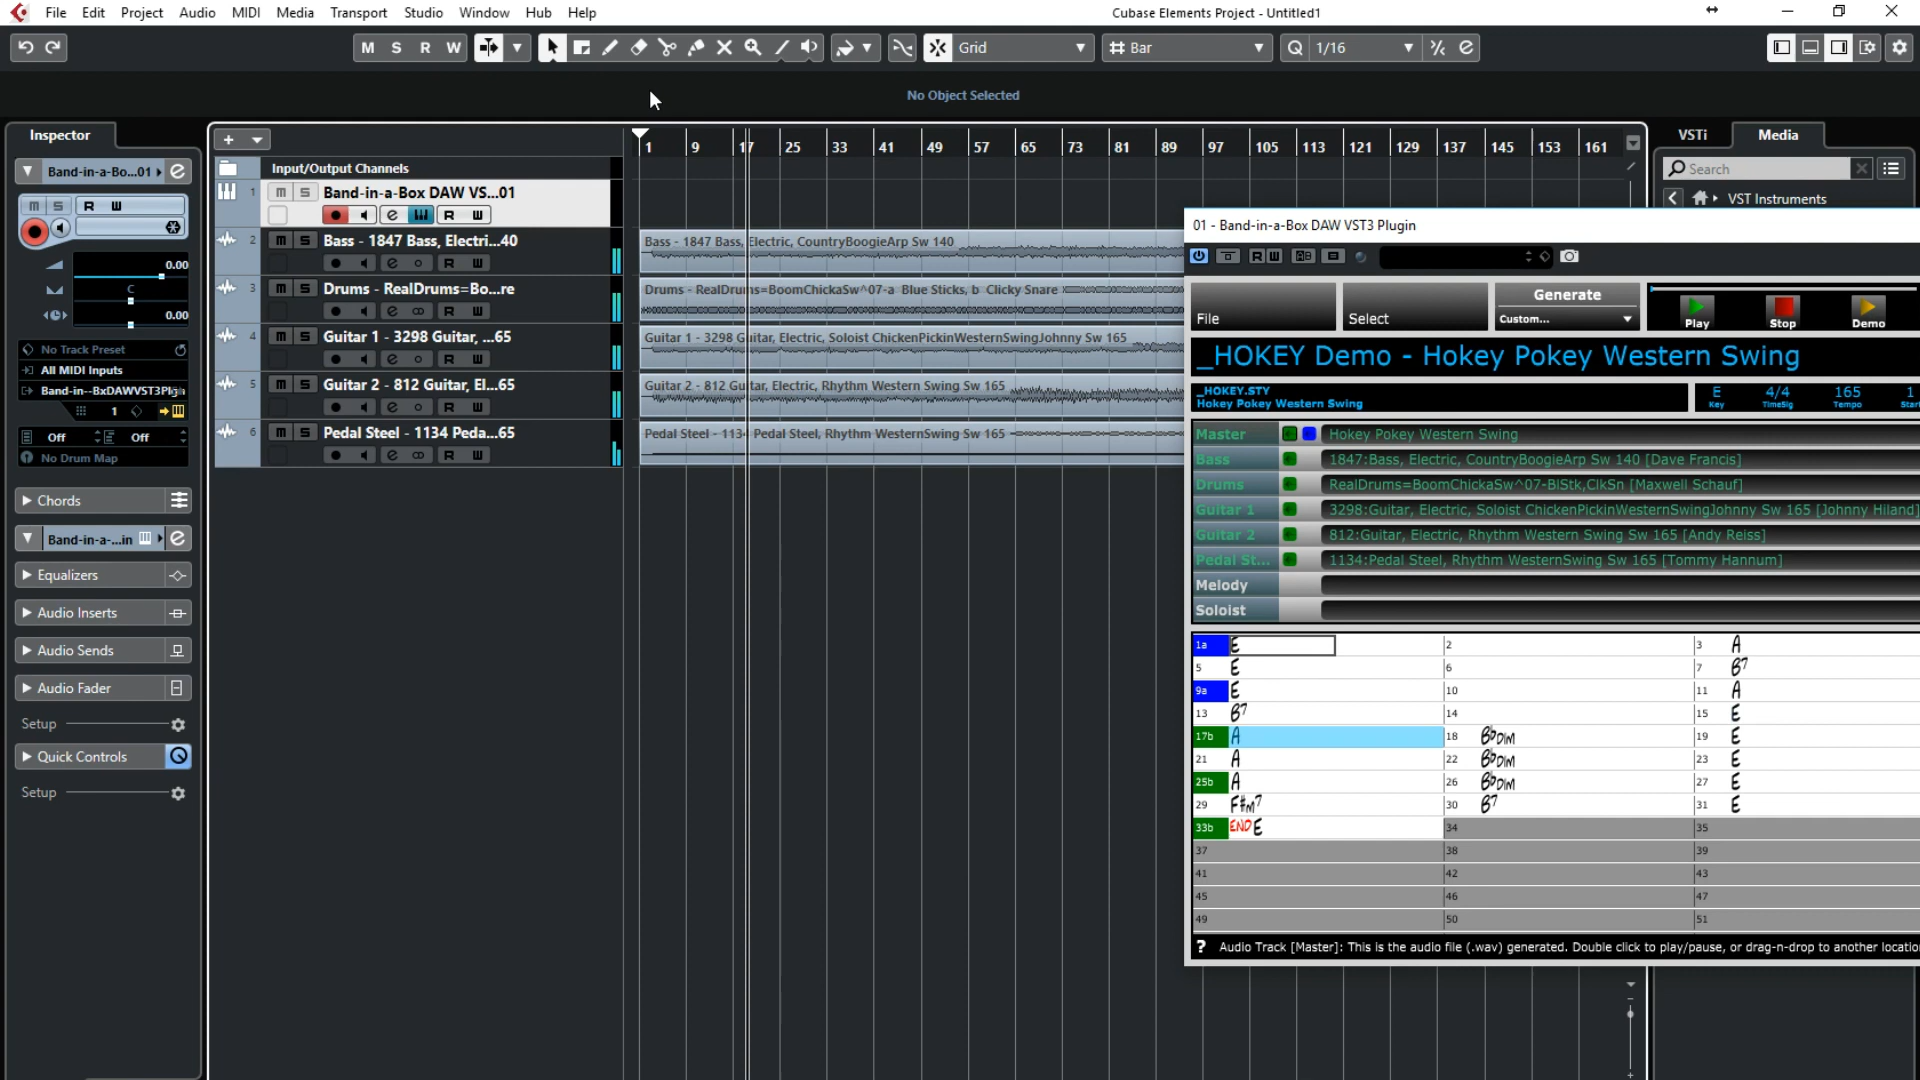 File Edit Project Audio MIDI Media Transport Studio Window Hub Help
Cubase Elements Project - Untitled1
M S R W
Grid
Bar
Q 1/16
No Object Selected
Inspector
Band-in-a-Bo...01
M S R W
0.00
C
0.00
No Track Preset
All MIDI Inputs
Band-in--BxDAWVST3Plgin
1
Off Off
No Drum Map
Chords
Band-in-a-...in
Equalizers
Audio Inserts
Audio Sends
Audio Fader
Setup
Quick Controls
Setup
Input/Output Channels
1 m S Band-in-a-Box DAW VS...01
e R W
2 m S Bass - 1847 Bass, Electri...40
e R W
3 m S Drums - RealDrums=Bo...re
e R W
4 m S Guitar 1 - 3298 Guitar, ...65
e R W
5 m S Guitar 2 - 812 Guitar, El...65
e R W
6 m S Pedal Steel - 1134 Peda...65
e R W
1 9 17 25 33 41 49 57 65 73 81 89 97 105 113 121 129 137 145 153 161
Bass - 1847 Bass, Electric, CountryBoogieArp Sw 140
Drums - RealDrums=BoomChickaSw^07-a Blue Sticks, b Clicky Snare
Guitar 1 - 3298 Guitar, Electric, Soloist ChickenPickinWesternSwingJohnny Sw 165
Guitar 2 - 812 Guitar, Electric, Rhythm Western Swing Sw 165
Pedal Steel - 1134 Pedal Steel, Rhythm WesternSwing Sw 165
VSTi Media
Search
VST Instruments
01 - Band-in-a-Box DAW VST3 Plugin
R W
File
Select
Generate
Custom...
Play Stop Demo
_HOKEY Demo - Hokey Pokey Western Swing
_HOKEY.STY
Hokey Pokey Western Swing
E 4/4 165 1
Key TimeSig Tempo Star
Master Hokey Pokey Western Swing
Bass 1847:Bass, Electric, CountryBoogieArp Sw 140 [Dave Francis]
Drums RealDrums=BoomChickaSw^07-BlStk,ClkSn [Maxwell Schauf]
Guitar 1 3298:Guitar, Electric, Soloist ChickenPickinWesternSwingJohnny Sw 165 [Johnny Hiland]
Guitar 2 812:Guitar, Electric, Rhythm Western Swing Sw 165 [Andy Reiss]
Pedal St... 1134:Pedal Steel, Rhythm WesternSwing Sw 165 [Tommy Hannum]
Melody
Soloist
1a E 2 3 A
5 E 6 7 B7
9a E 10 11 A
13 B7 14 15 E
17b A 18 BbDIM 19 E
21 A 22 BbDIM 23 E
25b A 26 BbDIM 27 E
29 F#m7 30 B7 31 E
33b END E 34 35
37 38 39
41 42 43
45 46 47
49 50 51
? Audio Track [Master]: This is the audio file (.wav) generated. Double click to play/pause, or drag-n-drop to another locatio